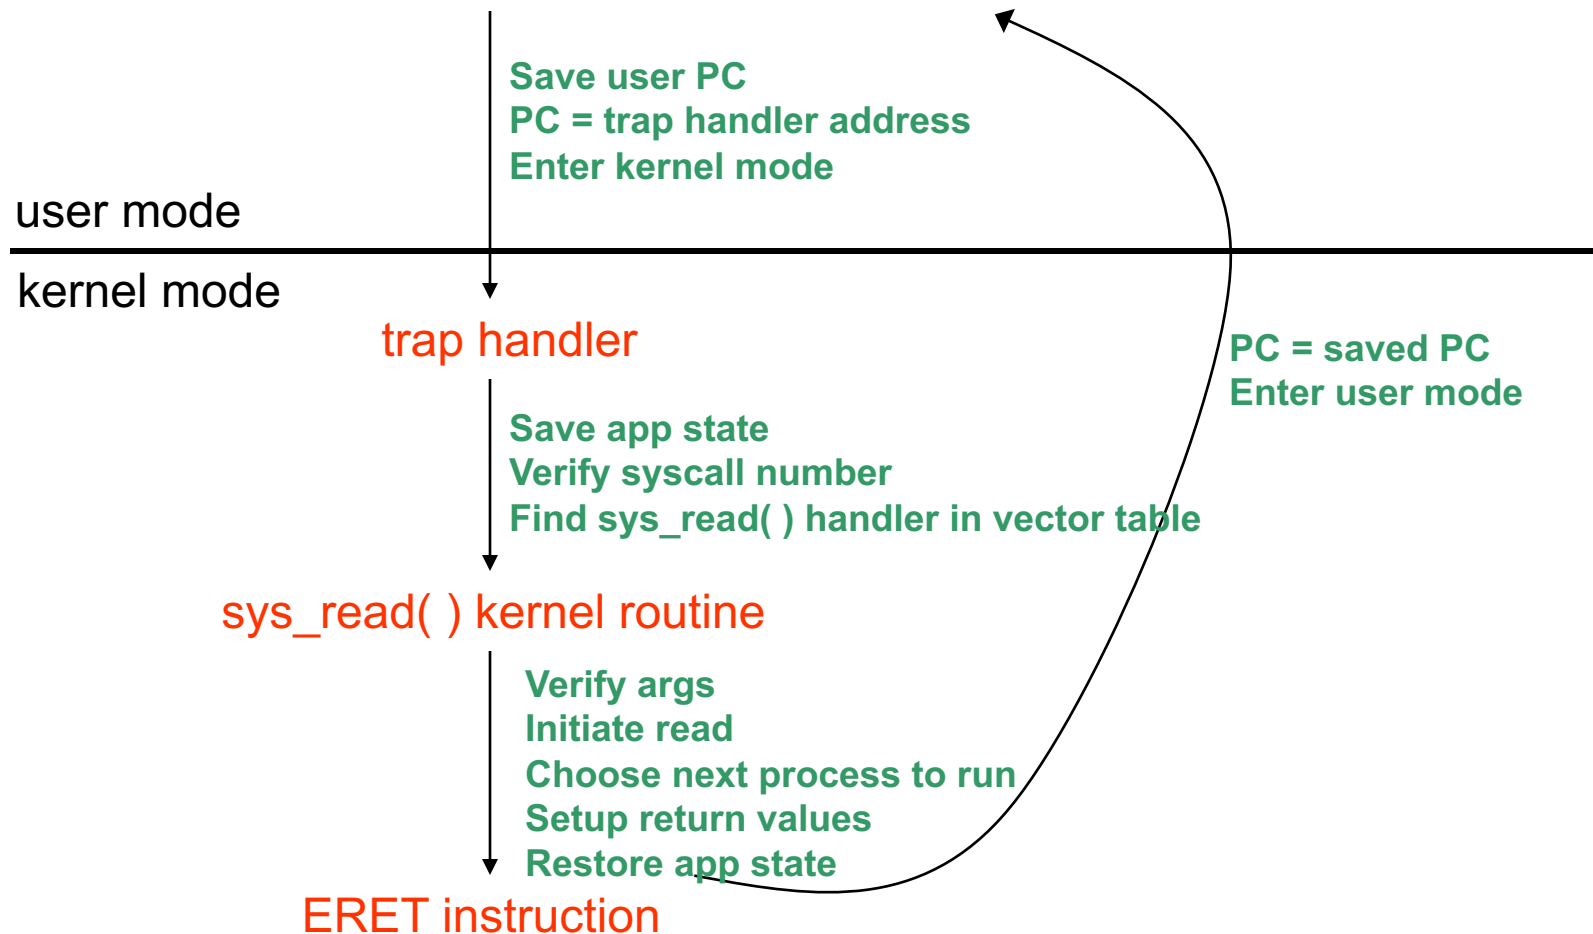 Save user PC
PC = trap handler address
Enter kernel mode
user mode
kernel mode
trap handler
PC = saved PC
Enter user mode
Save app state
Verify syscall number
Find sys_read( ) handler in vector table
sys_read( ) kernel routine
Verify args
Initiate read
Choose next process to run
Setup return values
Restore app state
ERET instruction